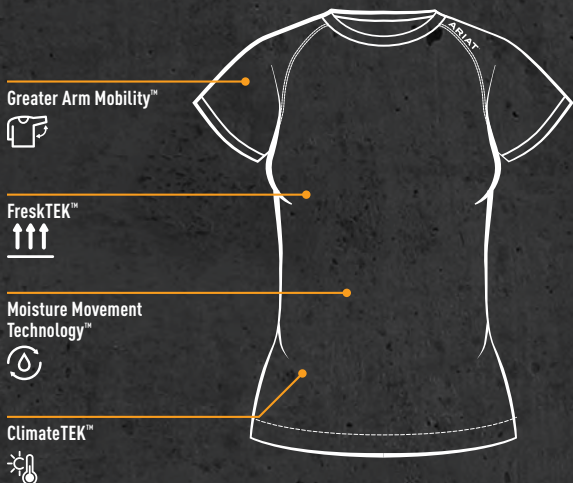 ARIAT
Greater Arm Mobility™
FreskTEK™
Moisture Movement
Technology™
ClimateTEK™